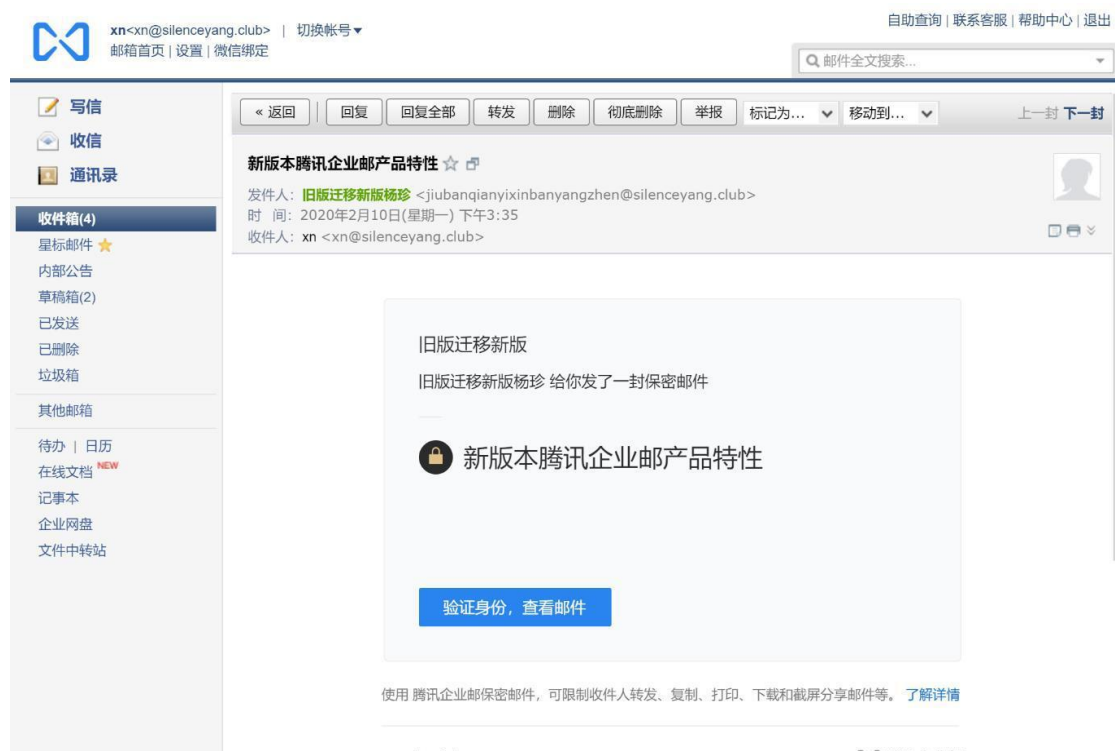 xn<xn@silenceyang.club> | 切换帐号▾
邮箱首页 | 设置 | 微信绑定
自助查询 | 联系客服 | 帮助中心 | 退出
邮件全文搜索...
写信
收信
通讯录
收件箱(4)
星标邮件
内部公告
草稿箱(2)
已发送
已删除
垃圾箱
其他邮箱
待办 | 日历
在线文档 NEW
记事本
企业网盘
文件中转站
« 返回 回复 回复全部 转发 删除 彻底删除 举报 标记为... 移动到... 上一封 下一封
新版本腾讯企业邮产品特性
发件人：旧版迁移新版杨珍 <jiubanqianyixinbanyangzhen@silenceyang.club>
时 间：2020年2月10日(星期一) 下午3:35
收件人：xn <xn@silenceyang.club>
旧版迁移新版
旧版迁移新版杨珍 给你发了一封保密邮件
新版本腾讯企业邮产品特性
验证身份，查看邮件
使用 腾讯企业邮保密邮件，可限制收件人转发、复制、打印、下载和截屏分享邮件等。 了解详情